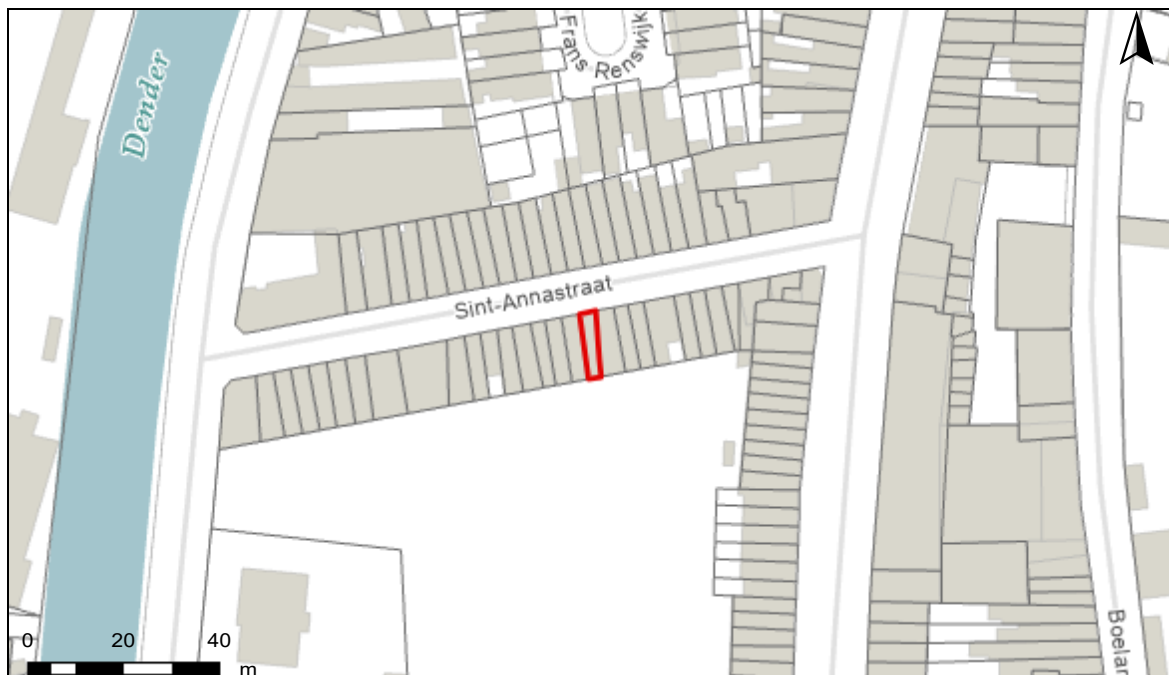 Frans Renswijk
Dender
Sint-Annastraat
Boelar
0 20 40
m